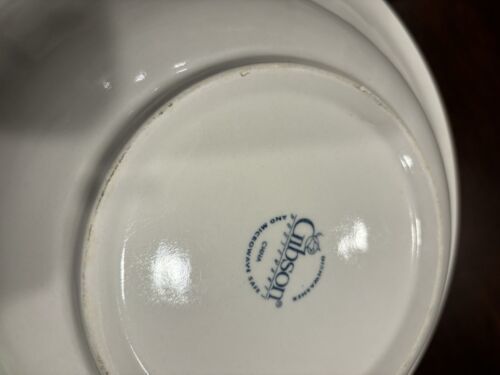 Gibson®
CHINA
DISHWASHER
AND MICROWAVE SAFE